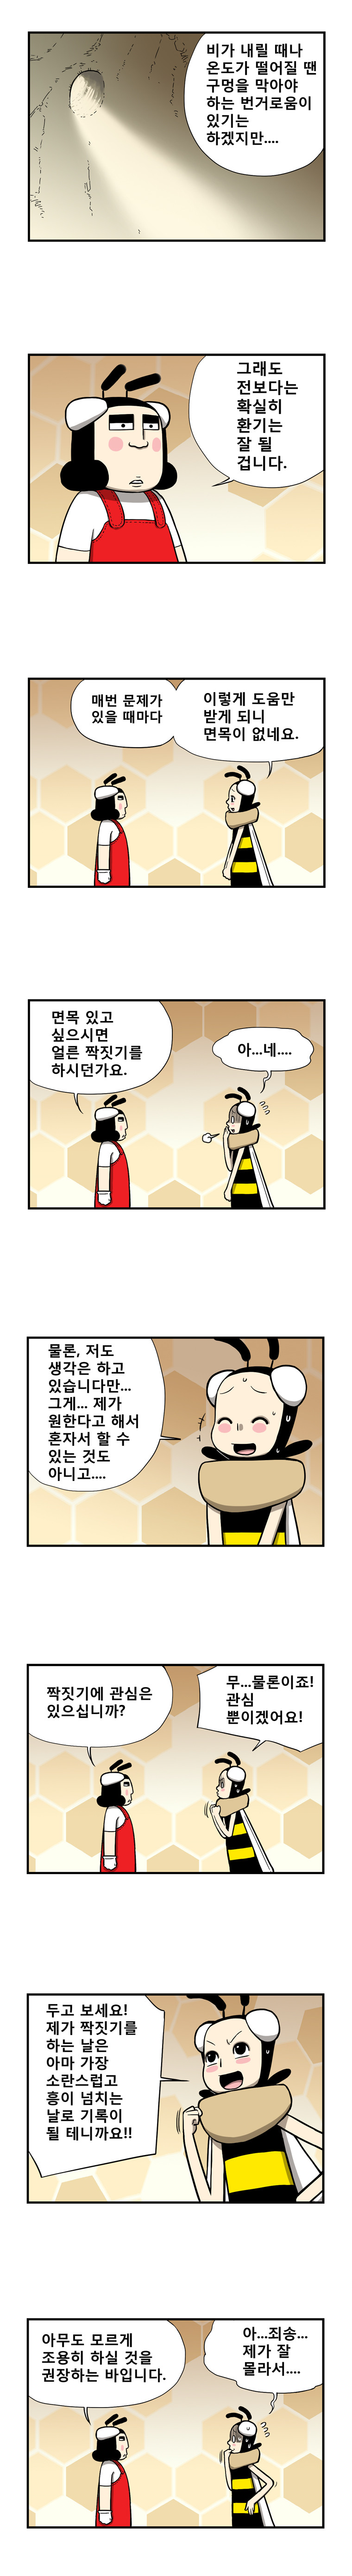 비가 내릴 때나
온도가 떨어질 땐
구멍을 막아야
하는 번거로움이
있기는
하겠지만....
그래도
전보다는
확실히
환기는
잘 될
겁니다.
매번 문제가
있을 때마다
이렇게 도움만
받게 되니
면목이 없네요.
면목 있고
싶으시면
얼른 짝짓기를
하시던가요.
아...네....
물론, 저도
생각은 하고
있습니다만...
그게... 제가
원한다고 해서
혼자서 할 수
있는 것도
아니고....
짝짓기에 관심은
있으십니까?
무...물론이죠!
관심
뿐이겠어요!
두고 보세요!
제가 짝짓기를
하는 날은
아마 가장
소란스럽고
흥이 넘치는
날로 기록이
될 테니까요!!
아무도 모르게
조용히 하실 것을
권장하는 바입니다.
아...죄송...
제가 잘
몰라서....